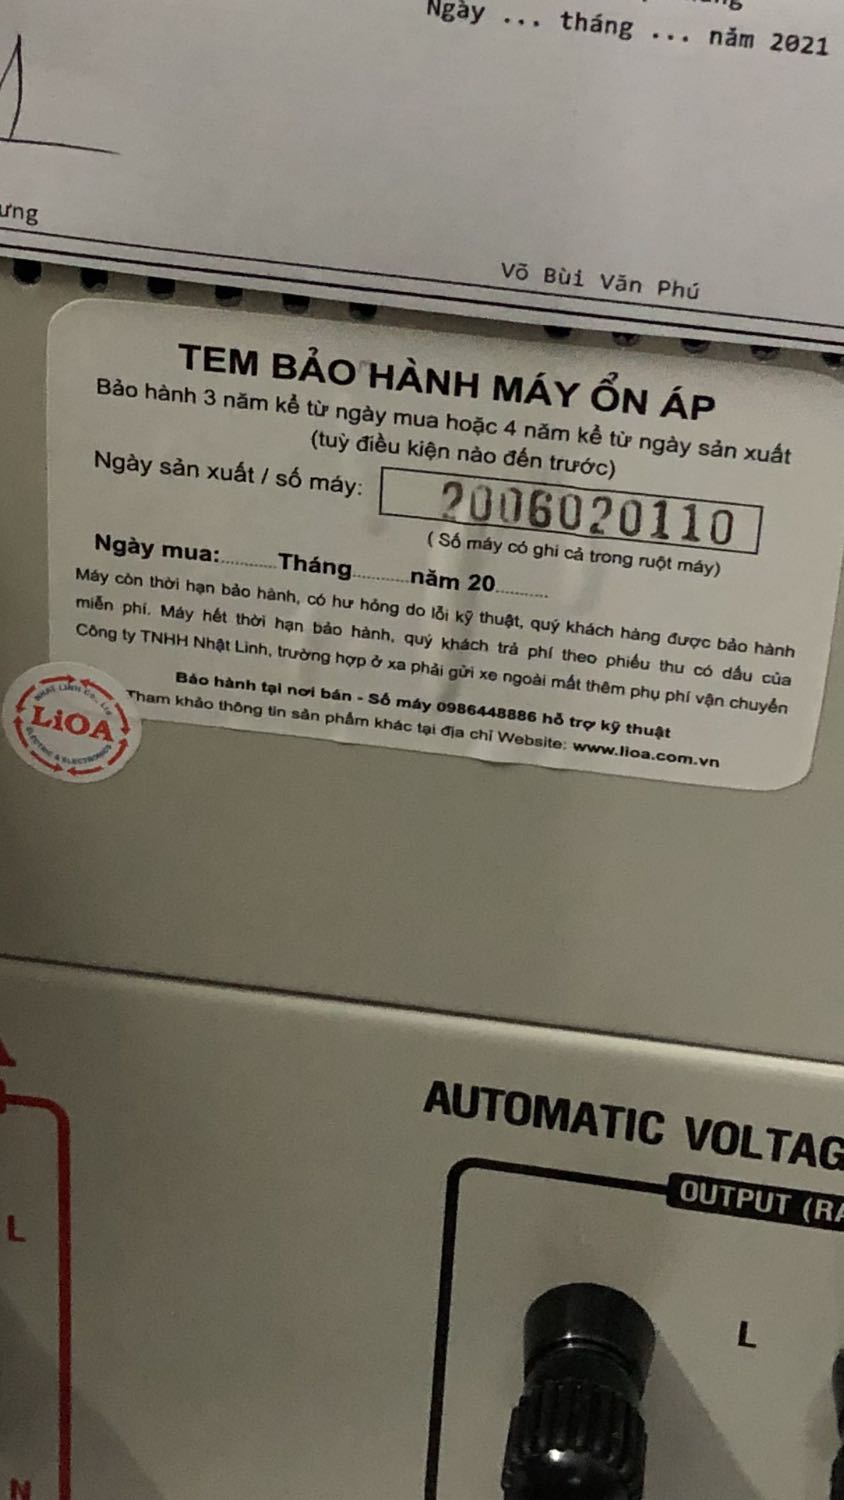 Ngày ... tháng ... năm 2021
ưng
Võ Bùi Văn Phú
TEM BẢO HÀNH MÁY ỔN ÁP
Bảo hành 3 năm kể từ ngày mua hoặc 4 năm kể từ ngày sản xuất
(tuỳ điều kiện nào đến trước)
Ngày sản xuất / số máy: 2006020110
( Số máy có ghi cả trong ruột máy)
Ngày mua:...........Tháng...........năm 20..........
Máy còn thời hạn bảo hành, có hư hỏng do lỗi kỹ thuật, quý khách hàng được bảo hành
miễn phí. Máy hết thời hạn bảo hành, quý khách trả phí theo phiếu thu có dấu của
Công ty TNHH Nhật Linh, trường hợp ở xa phải gửi xe ngoài mất thêm phụ phí vận chuyển
Bảo hành tại nơi bán - Số máy 0986448886 hỗ trợ kỹ thuật
Tham khảo thông tin sản phẩm khác tại địa chỉ Website: www.lioa.com.vn
NHAT LINH Co., Ltd
LiOA
ELECTRIC & ELECTRONICS
AUTOMATIC VOLTAG
OUTPUT (RA
L
L
N